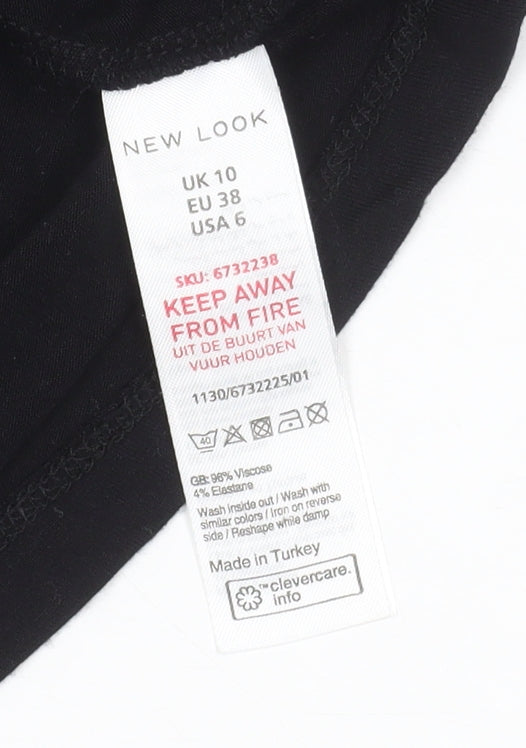 NEW LOOK
UK 10
EU 38
USA 6
SKU: 6732238
KEEP AWAY
FROM FIRE
UIT DE BUURT VAN
VUUR HOUDEN
1130/6732225/01
40
GB: 96% Viscose
4% Elastane
Wash inside out / Wash with
similar colors / Iron on reverse
side / Reshape while damp
Made in Turkey
™clevercare.
info